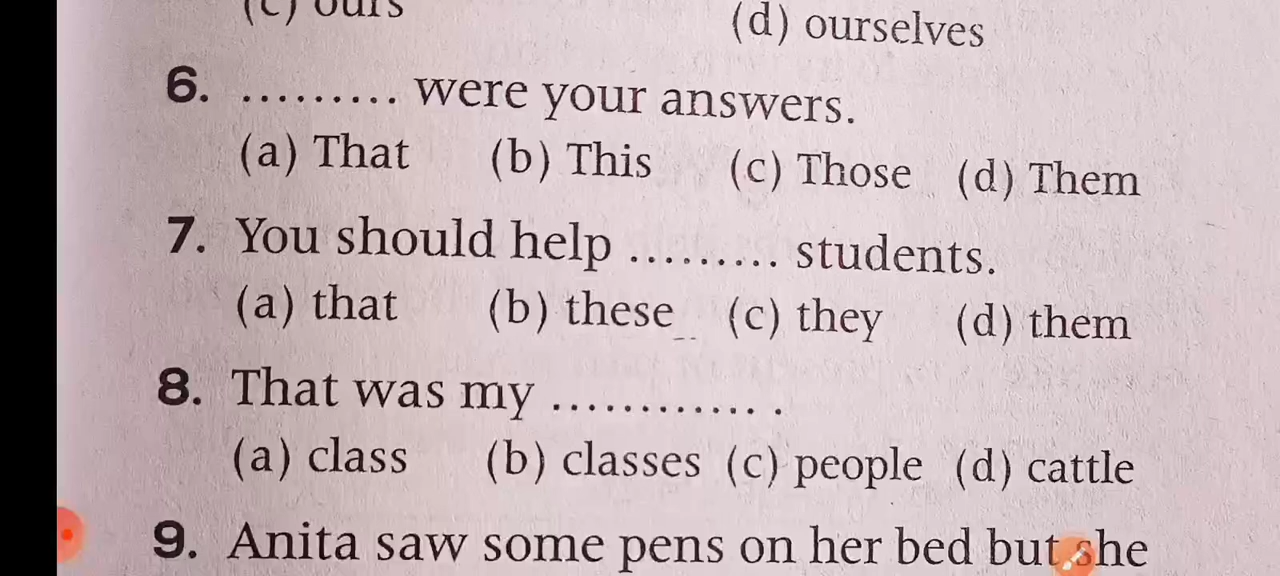 (c) ours (d) ourselves
6. ......... were your answers.
(a) That (b) This (c) Those (d) Them
7. You should help ......... students.
(a) that (b) these (c) they (d) them
8. That was my ............. .
(a) class (b) classes (c) people (d) cattle
9. Anita saw some pens on her bed but she